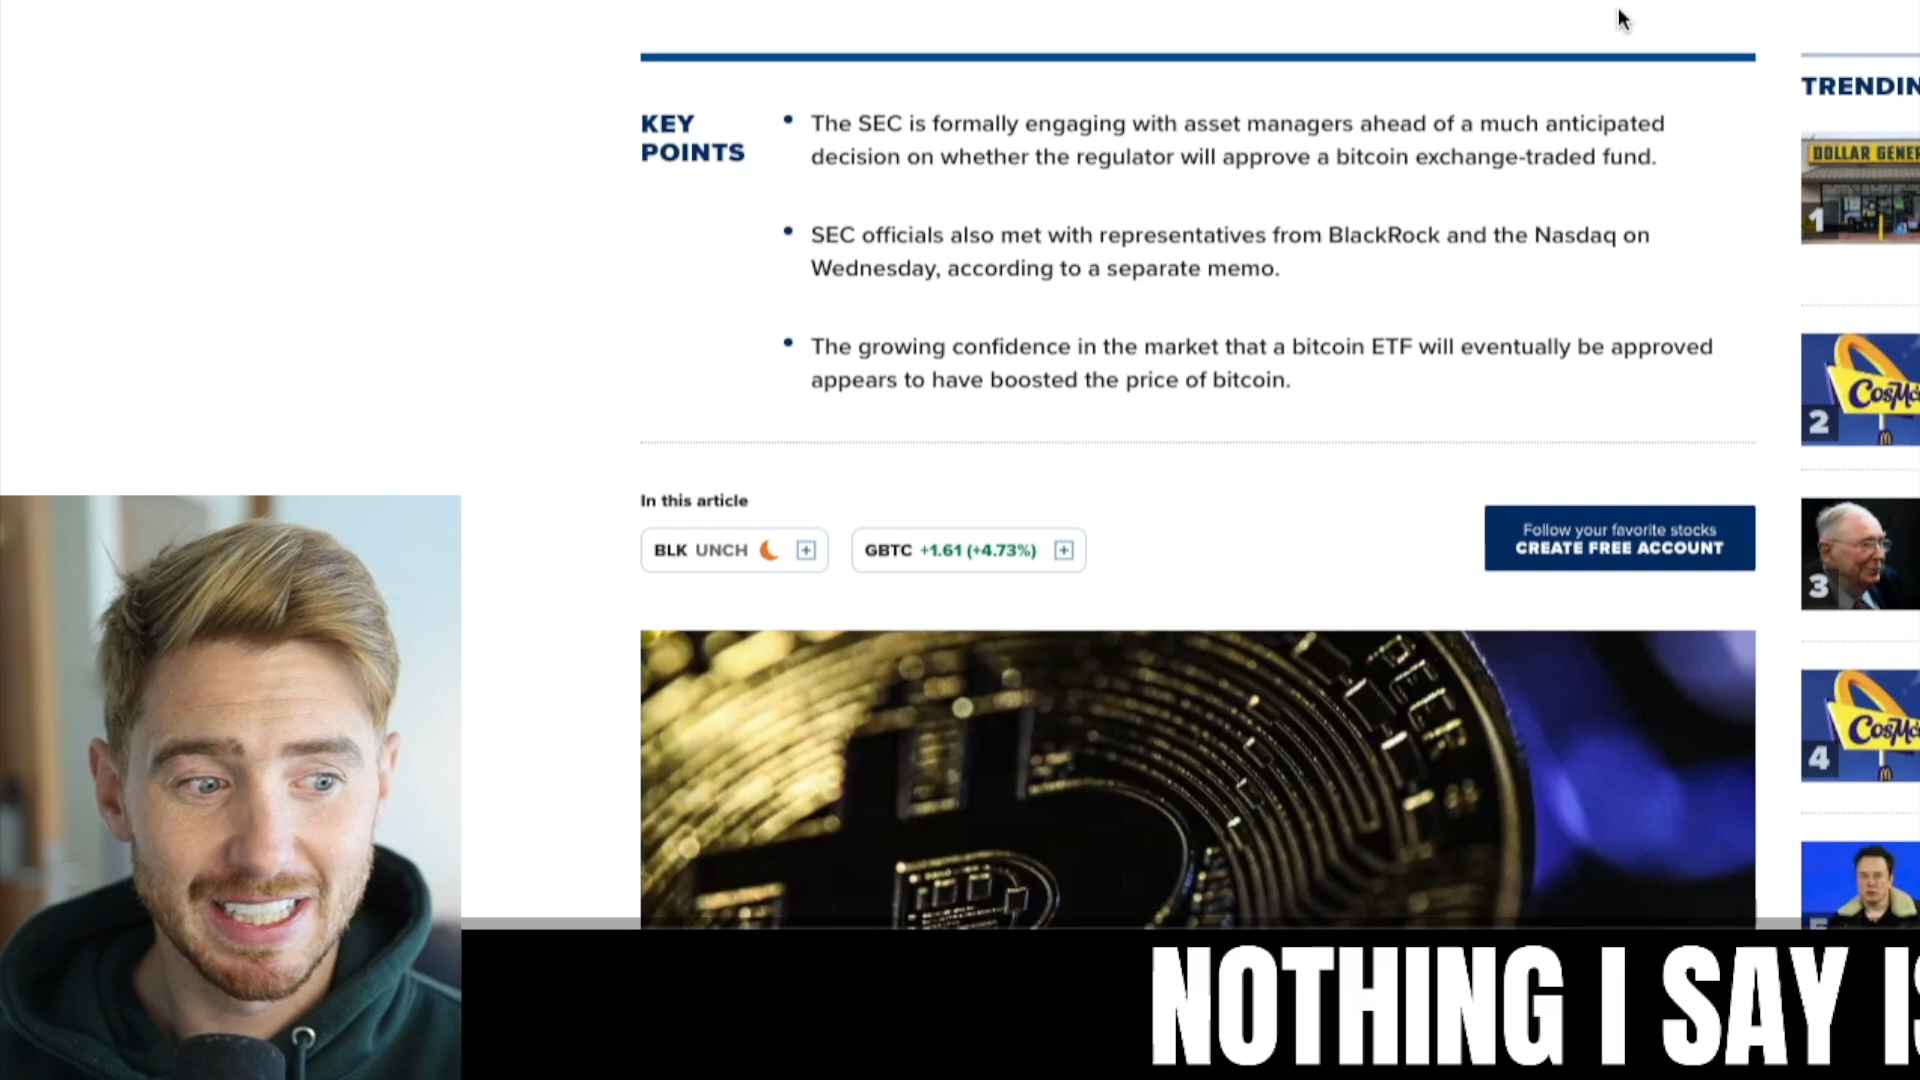 TRENDIN
KEY
POINTS
The SEC is formally engaging with asset managers ahead of a much anticipated
decision on whether the regulator will approve a bitcoin exchange-traded fund.
SEC officials also met with representatives from BlackRock and the Nasdaq on
Wednesday, according to a separate memo.
The growing confidence in the market that a bitcoin ETF will eventually be approved
appears to have boosted the price of bitcoin.
In this article
BLK UNCH
GBTC +1.61 (+4.73%)
Follow your favorite stocks
CREATE FREE ACCOUNT
DOLLAR GENER
1
CosMc
2
3
CosMc
4
NOTHING I SAY IS